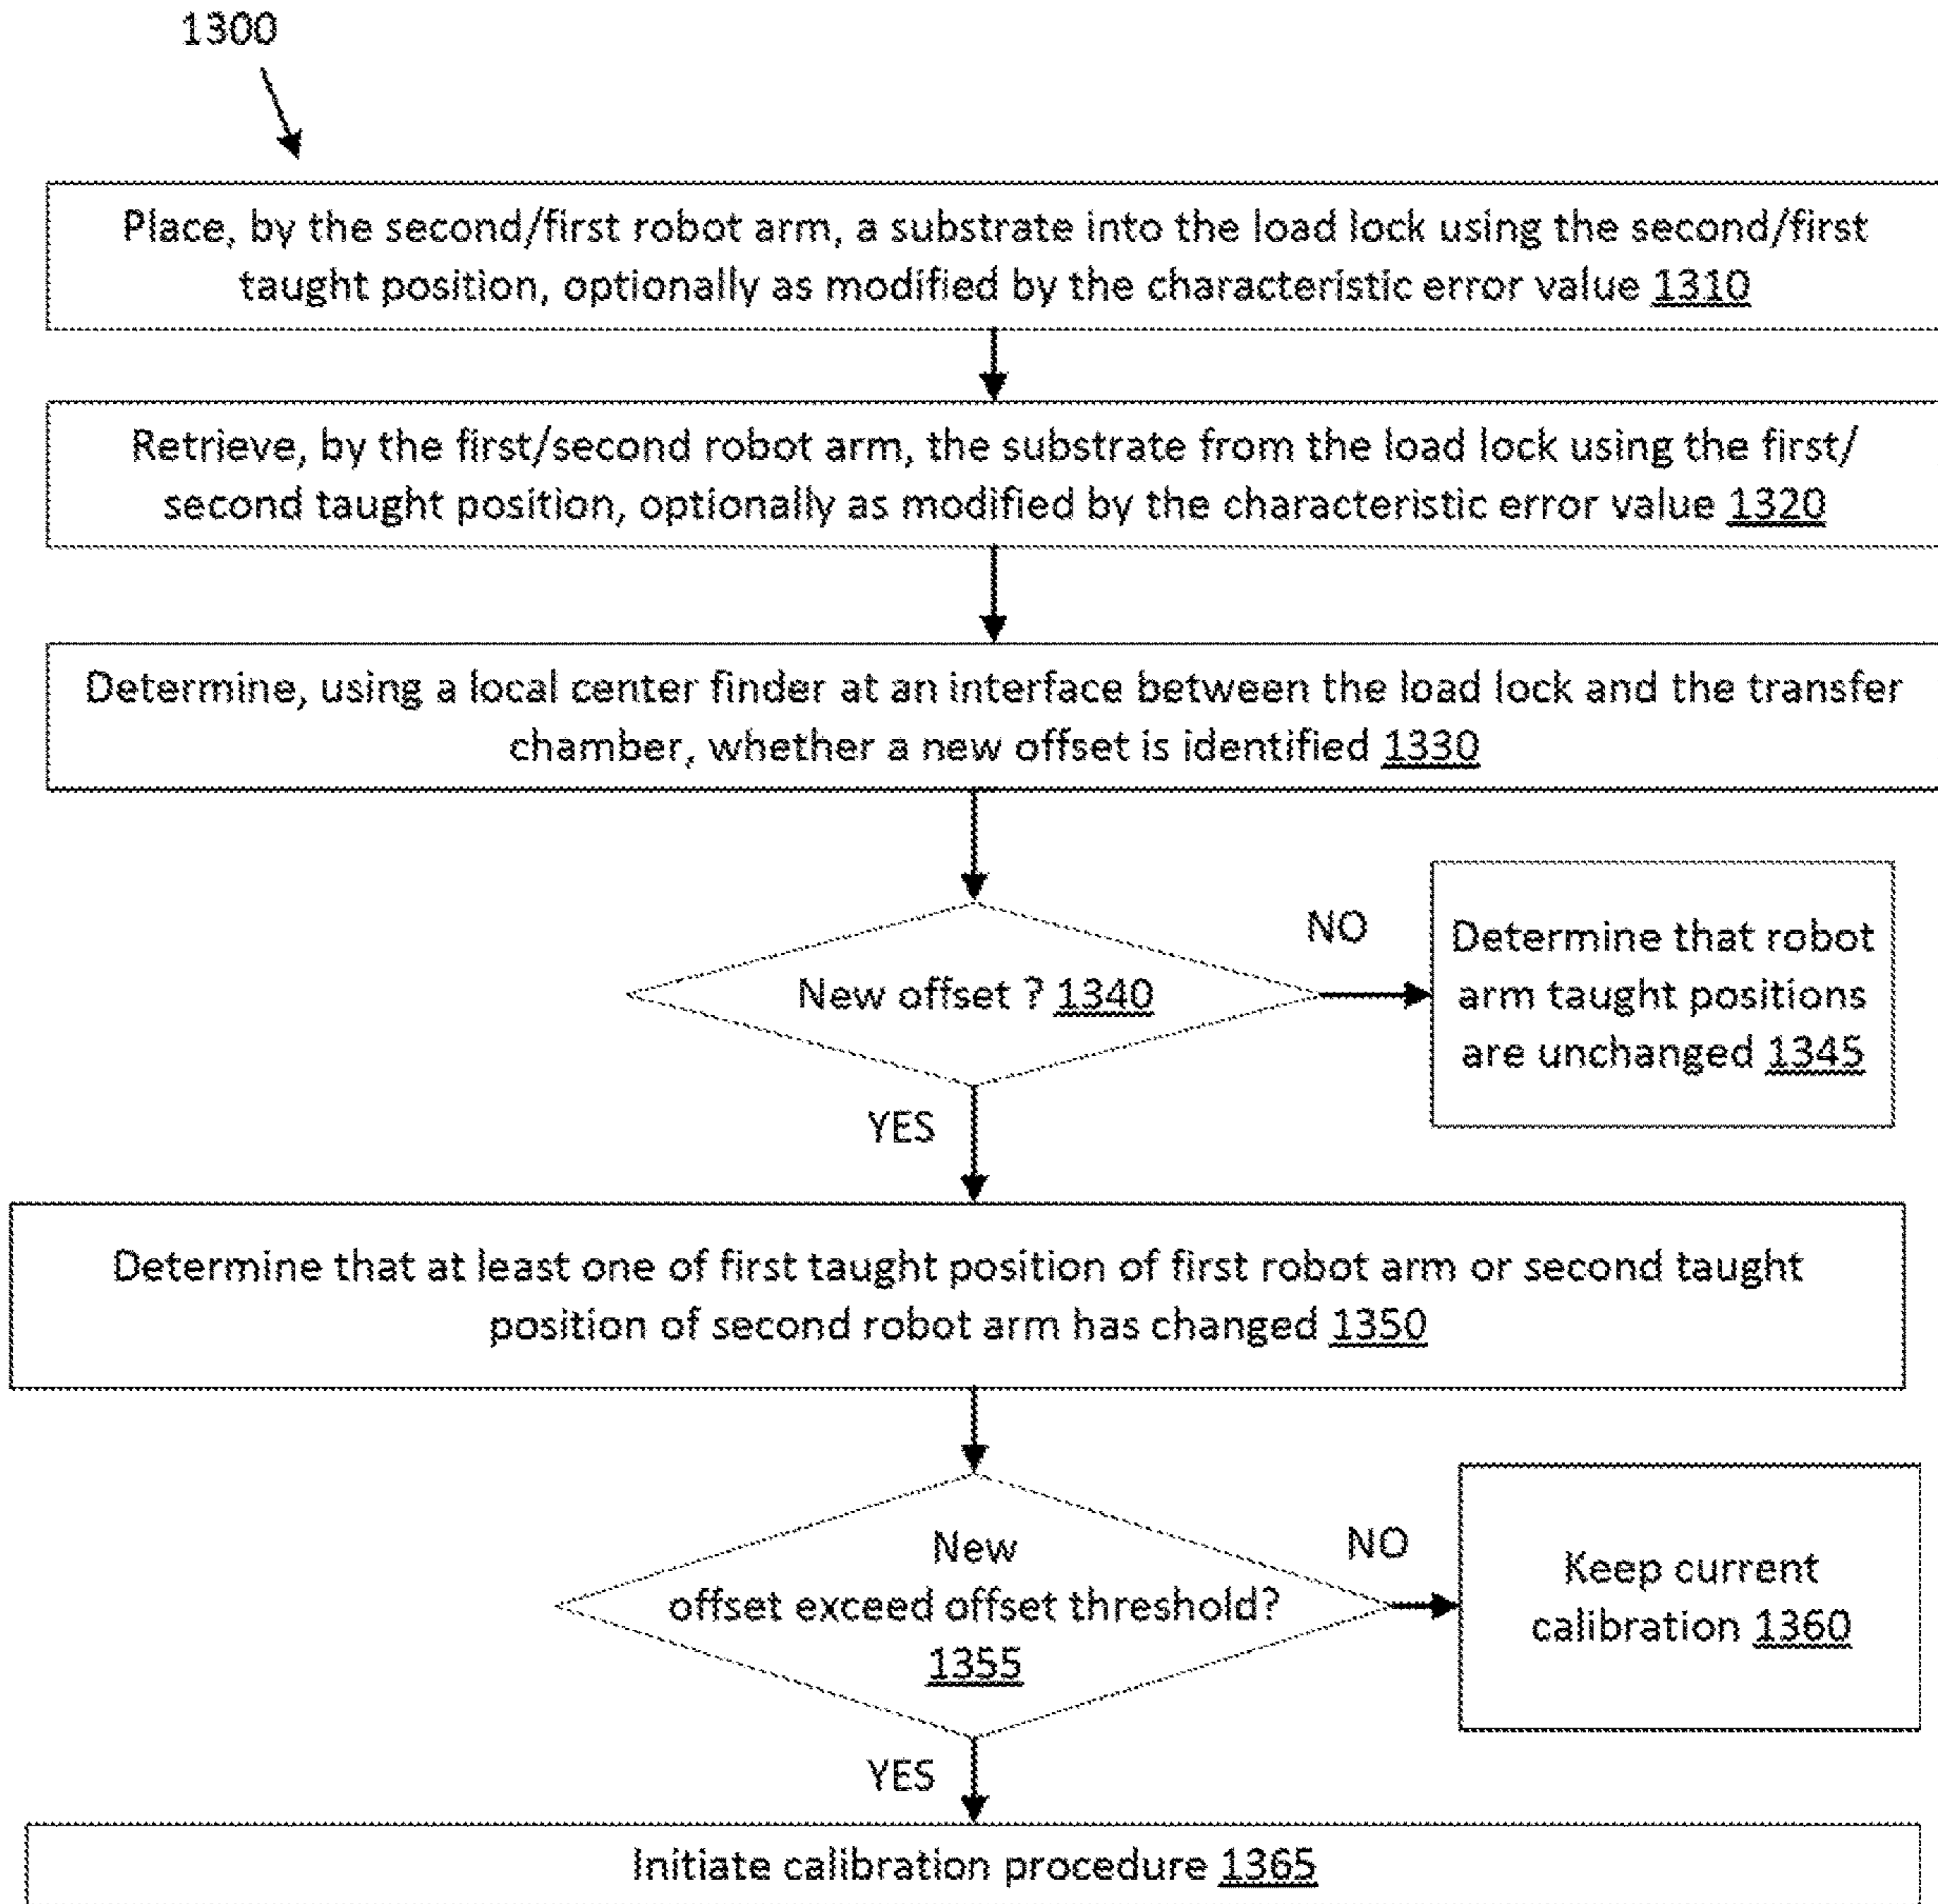 1300
Place, by the second/first robot arm, a substrate into the load lock using the second/first
taught position, optionally as modified by the characteristic error value 1310
Retrieve, by the first/second robot arm, the substrate from the load lock using the first/
second taught position, optionally as modified by the characteristic error value 1320
Determine, using a local center finder at an interface between the load lock and the transfer
chamber, whether a new offset is identified 1330
New offset ? 1340
NO
Determine that robot
arm taught positions
are unchanged 1345
YES
Determine that at least one of first taught position of first robot arm or second taught
position of second robot arm has changed 1350
New
offset exceed offset threshold?
1355
NO
Keep current
calibration 1360
YES
Initiate calibration procedure 1365